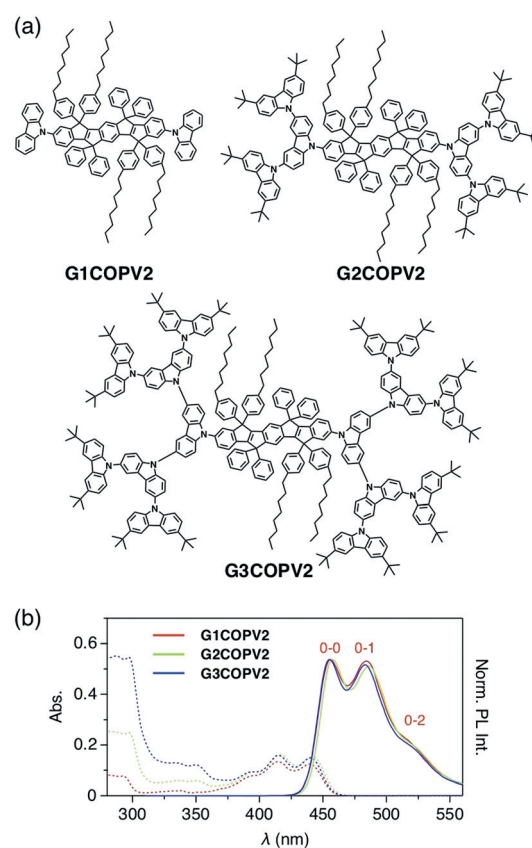 (a)
N
N
G1COPV2
N
N
N
N
N
N
G2COPV2
N
N
N
N
N
N
N
N
N
N
N
N
N
N
G3COPV2
(b)
G1COPV2
G2COPV2
G3COPV2
0-0
0-1
0-2
Abs.
Norm. PL Int.
0.6
0.4
0.2
0
300
350
400
450
500
550
λ (nm)